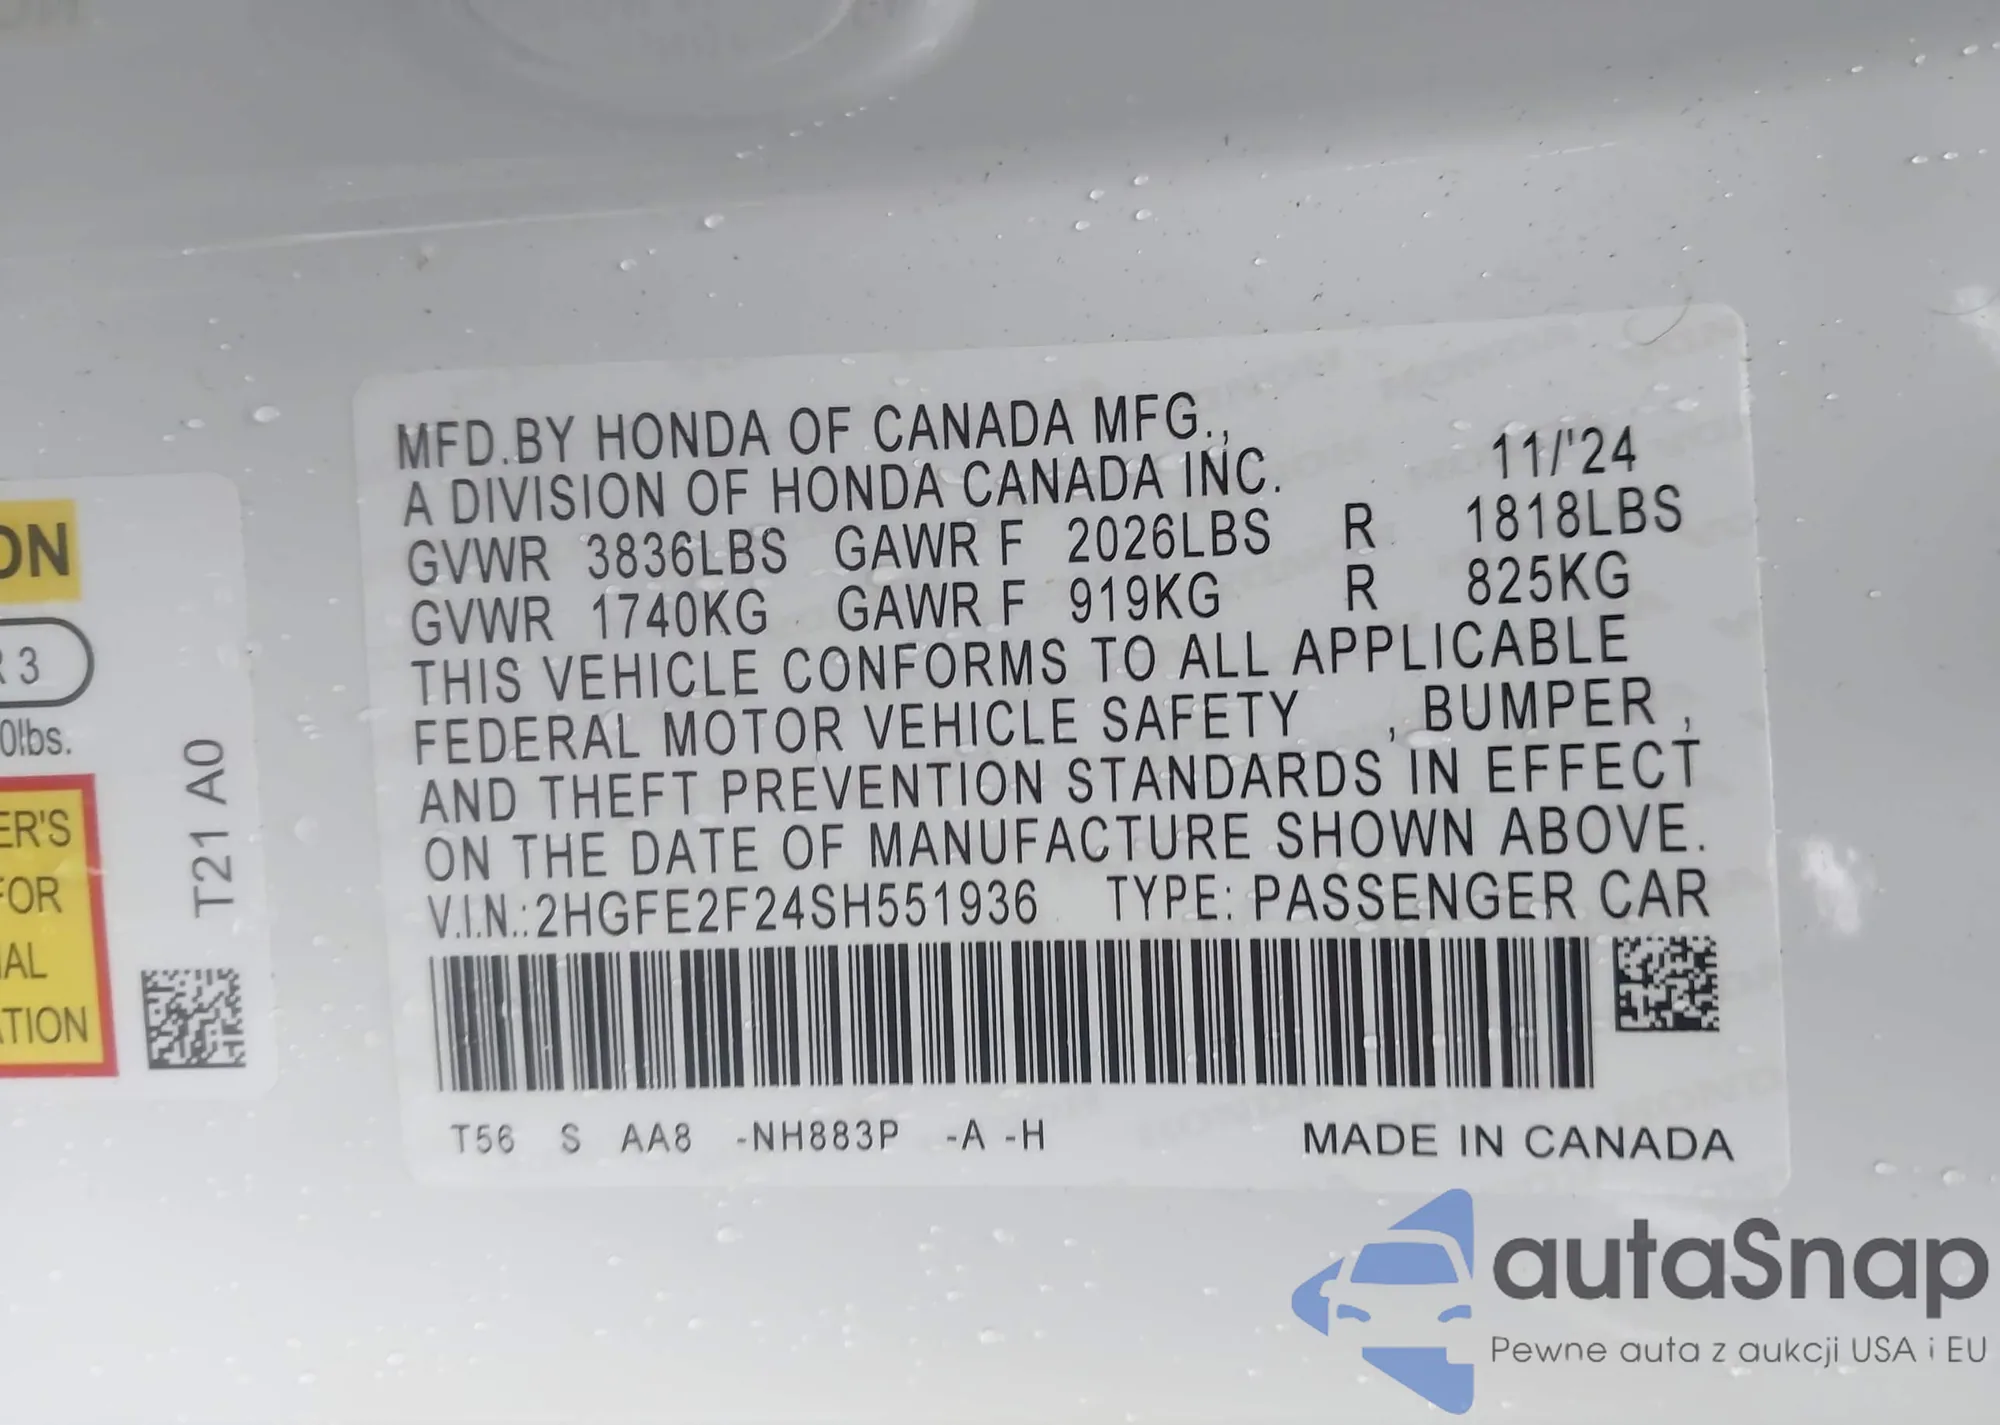 MFD.BY HONDA OF CANADA MFG.,
A DIVISION OF HONDA CANADA INC. 11/'24
GVWR 3836LBS GAWR F 2026LBS R 1818LBS
GVWR 1740KG GAWR F 919KG R 825KG
THIS VEHICLE CONFORMS TO ALL APPLICABLE
FEDERAL MOTOR VEHICLE SAFETY , BUMPER ,
AND THEFT PREVENTION STANDARDS IN EFFECT
ON THE DATE OF MANUFACTURE SHOWN ABOVE.
V.I.N.:2HGFE2F24SH551936 TYPE: PASSENGER CAR
T56 S AA8 -NH883P -A -H MADE IN CANADA
ON
3
0lbs.
ER'S
FOR
AL
TION
T21 A0
autaSnap
Pewne auta z aukcji USA i EU